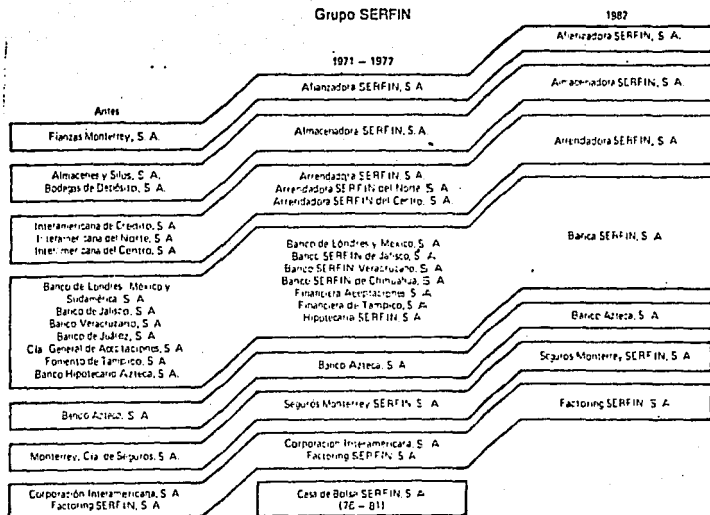 Grupo SERFIN
Antes
Fianzas Monterrey, S. A.
Almacenes y Silos, S. A.
Bodegas de Depósito, S. A.
Interamericana de Crédito, S. A
Interamericana del Norte, S. A
Interamericana del Centro, S. A.
Banco de Londres México y
Sudamérica S. A
Banco de Jalisco, S. A
Banco Veracruzano, S. A
Banco de Juárez, S. A
Cía. General de Aceptaciones, S. A
Fomento de Tampico, S. A
Banco Hipotecario Azteca, S. A.
Banco Azteca, S. A
Monterrey, Cía. de Seguros, S. A
Corporación Interamericana, S. A
Factoring SERFIN, S. A
1971 – 1977
Afianzadora SERFIN, S. A
Almacenadora SERFIN, S. A.
Arrendadora SERFIN, S. A.
Arrendadora SERFIN del Norte, S. A
Arrendadora SERFIN del Centro, S. A.
Banco de Londres y México, S. A
Banco SERFIN de Jalisco, S. A
Banco SERFIN Veracruzano, S. A
Banco SERFIN de Chihuahua, S. A
Financiera Aceptaciones, S. A
Financiera de Tampico, S. A
Hipotecaria SERFIN, S. A
Banco Azteca, S. A
Seguros Monterrey SERFIN, S. A
Corporación Interamericana, S. A
Factoring SERFIN, S. A
Casa de Bolsa SERFIN, S. A
(76 – 81)
1982
Afianzadora SERFIN, S. A.
Almacenadora SERFIN, S. A
Arrendadora SERFIN, S. A
Banca SERFIN, S. A
Banco Azteca, S. A
Seguros Monterrey SERFIN, S. A
Factoring SERFIN, S. A